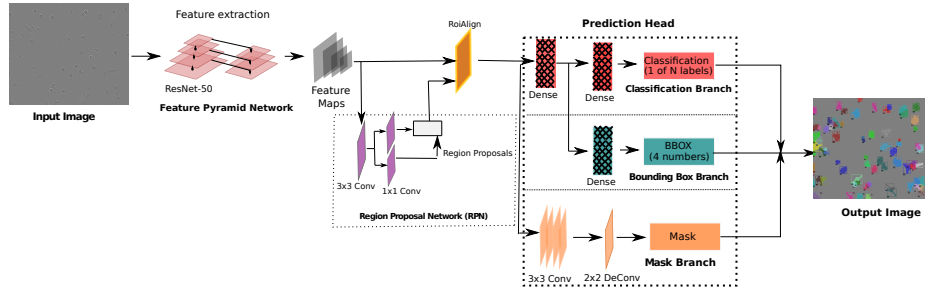 Feature extraction
ResNet-50
Feature Pyramid Network
Input Image
Feature
Maps
RoiAlign
3x3 Conv
1x1 Conv
Region Proposals
Region Proposal Network (RPN)
Prediction Head
Dense
Dense
Classification
(1 of N labels)
Classification Branch
Dense
BBOX
(4 numbers)
Bounding Box Branch
3x3 Conv
2x2 DeConv
Mask
Mask Branch
Output Image